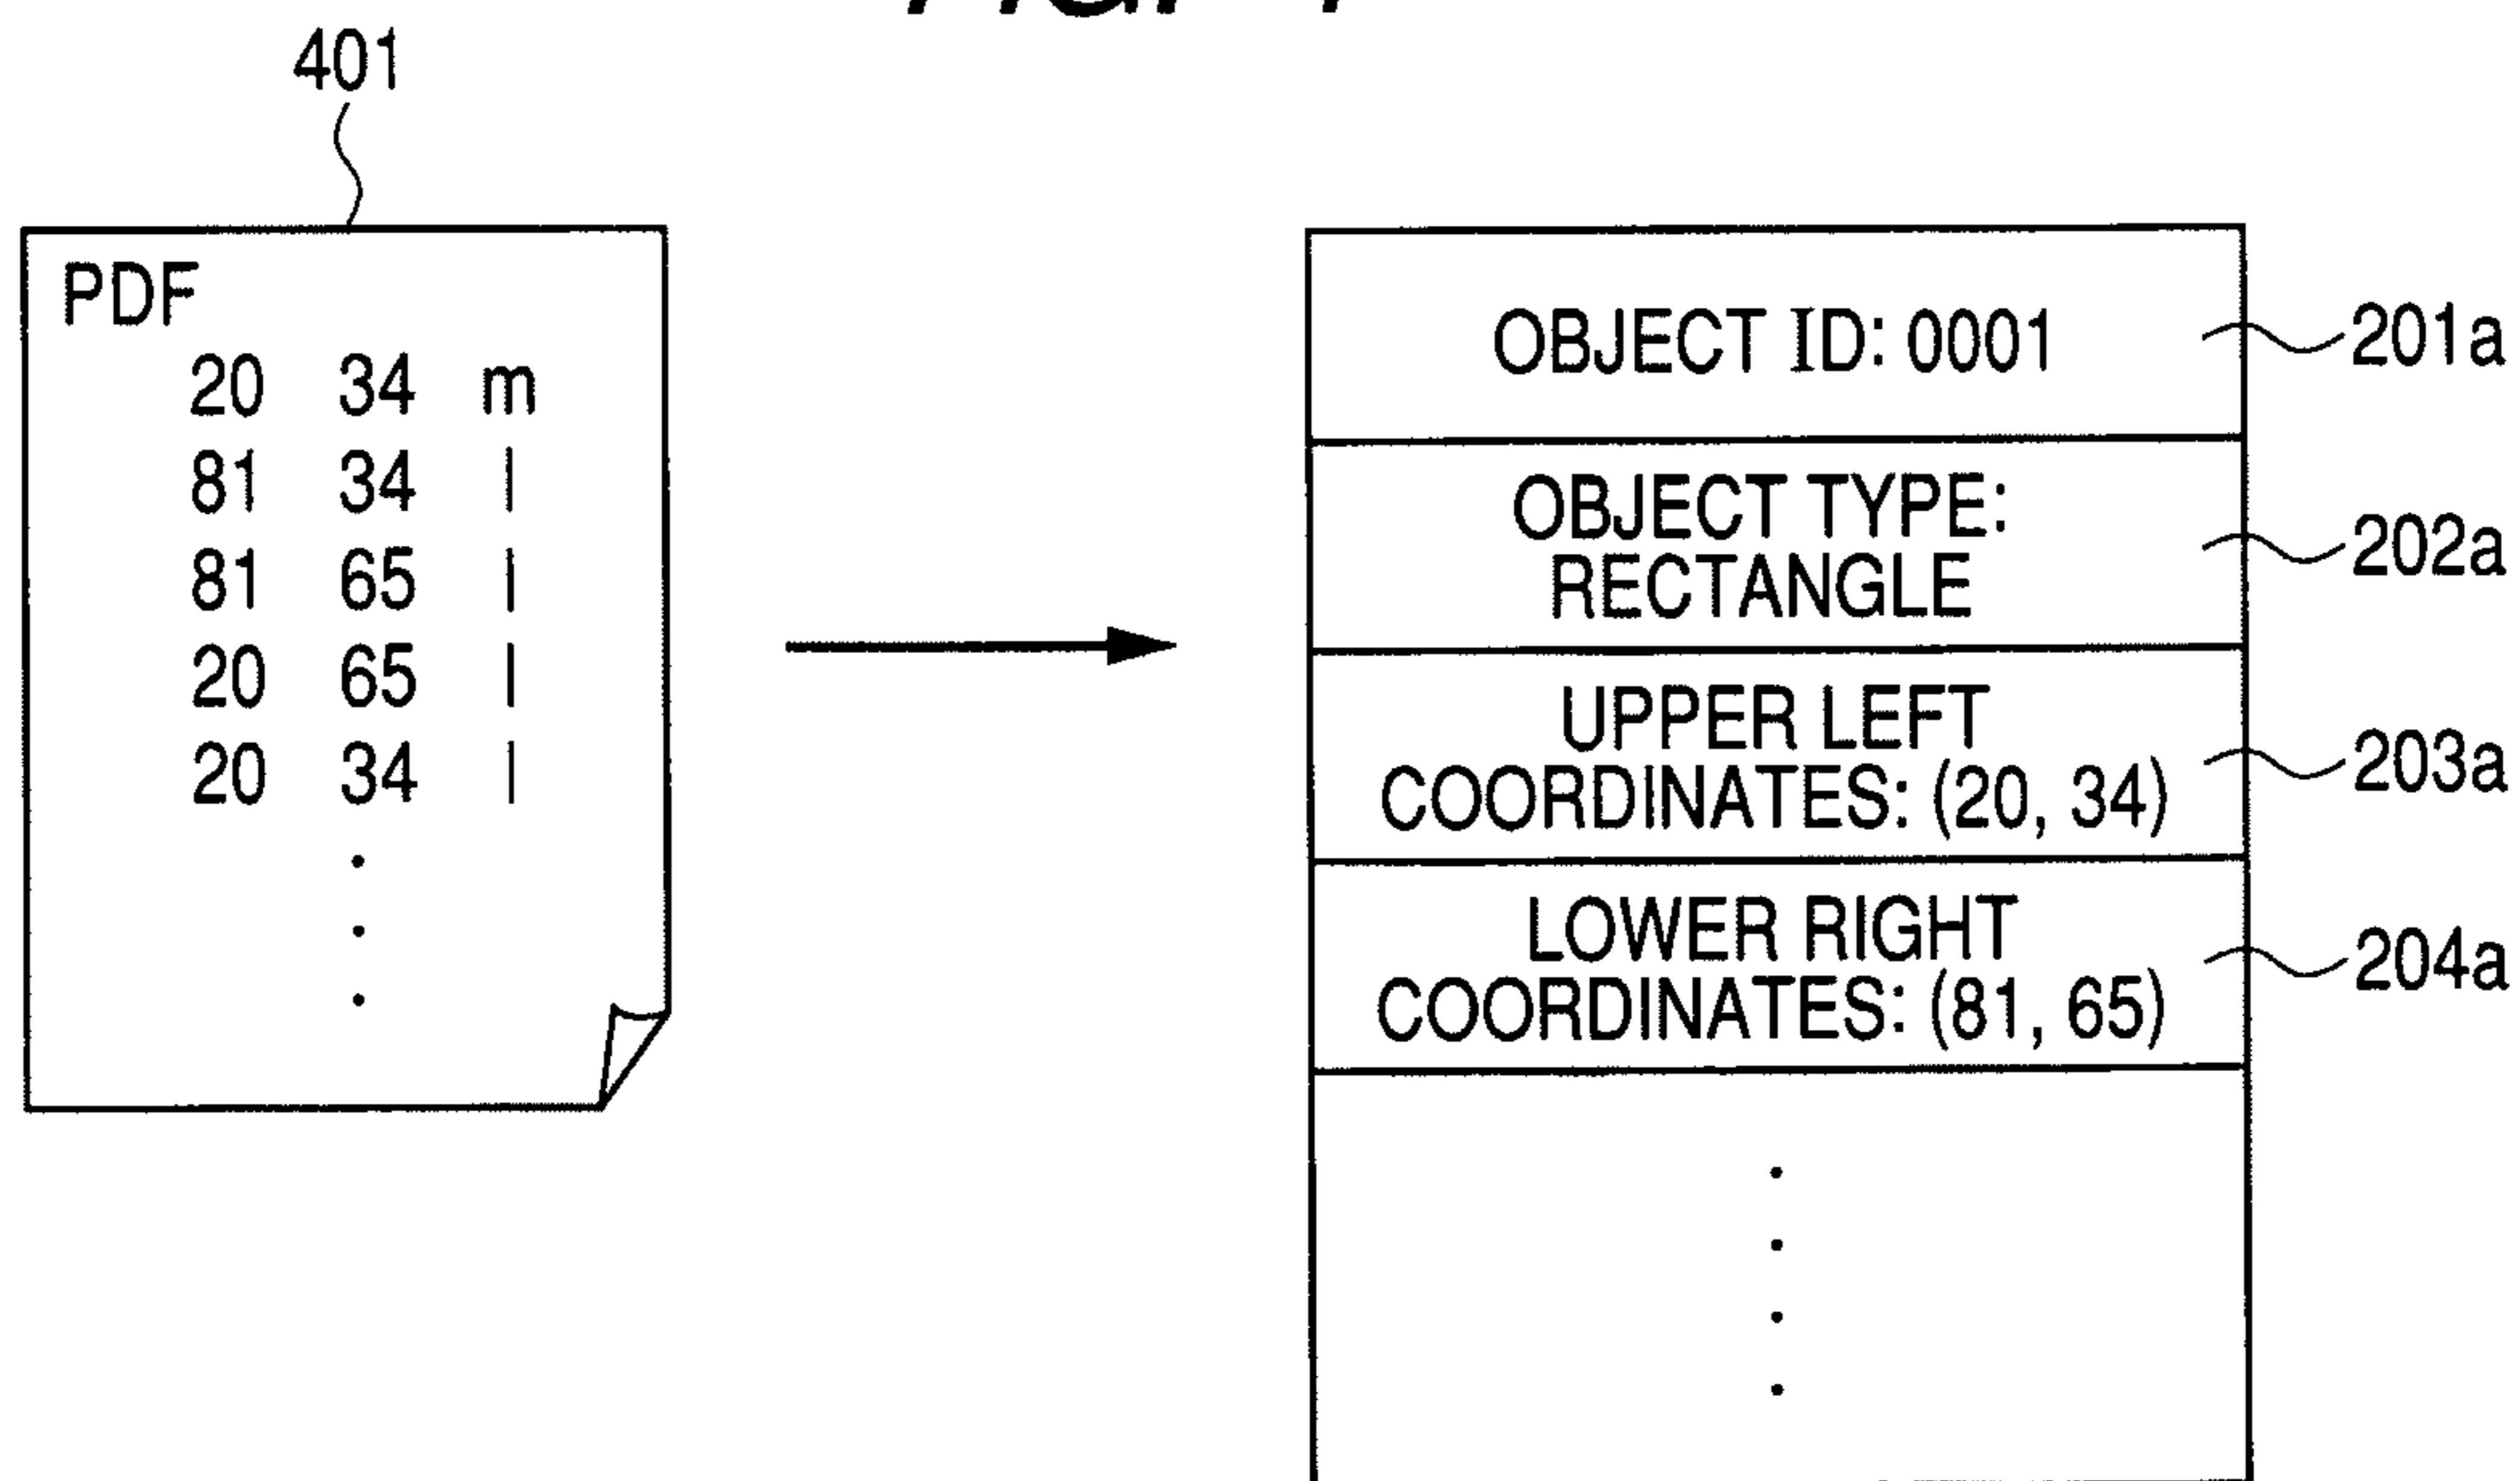 401
PDF
20 34 m
81 34 l
81 65 l
20 65 l
20 34 l
OBJECT ID: 0001
201a
OBJECT TYPE:
RECTANGLE
202a
UPPER LEFT
COORDINATES: (20, 34)
203a
LOWER RIGHT
COORDINATES: (81, 65)
204a